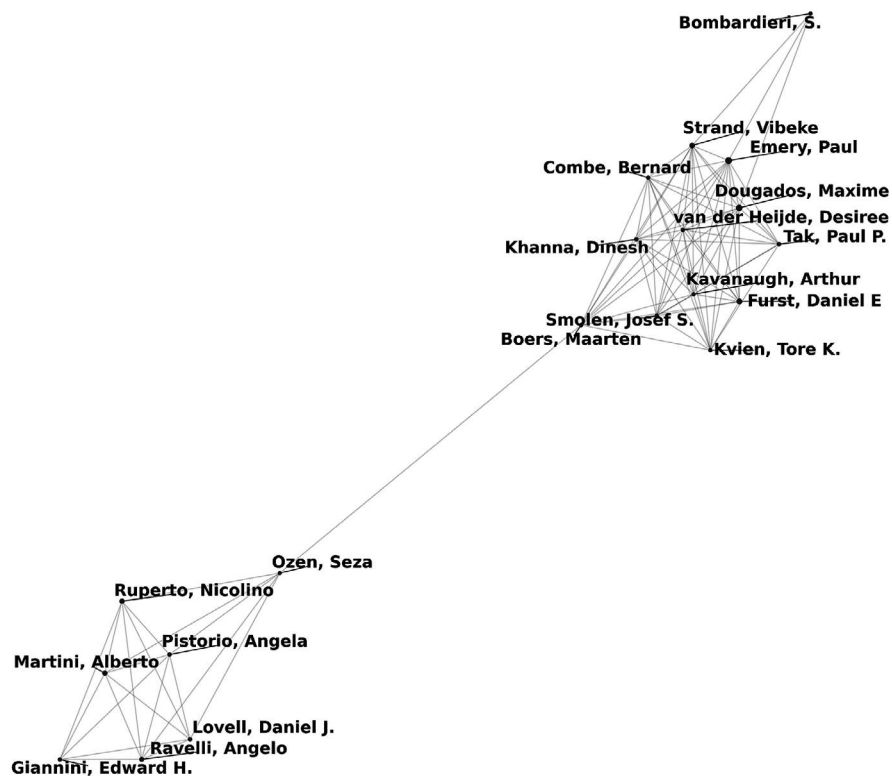 Bombardieri, S.
Strand, Vibeke
Emery, Paul
Combe, Bernard
Dougados, Maxime
van der Heijde, Desiree
Tak, Paul P.
Khanna, Dinesh
Kavanaugh, Arthur
Furst, Daniel E
Smolen, Josef S.
Boers, Maarten
Kvien, Tore K.
Ozen, Seza
Ruperto, Nicolino
Pistorio, Angela
Martini, Alberto
Lovell, Daniel J.
Ravelli, Angelo
Giannini, Edward H.